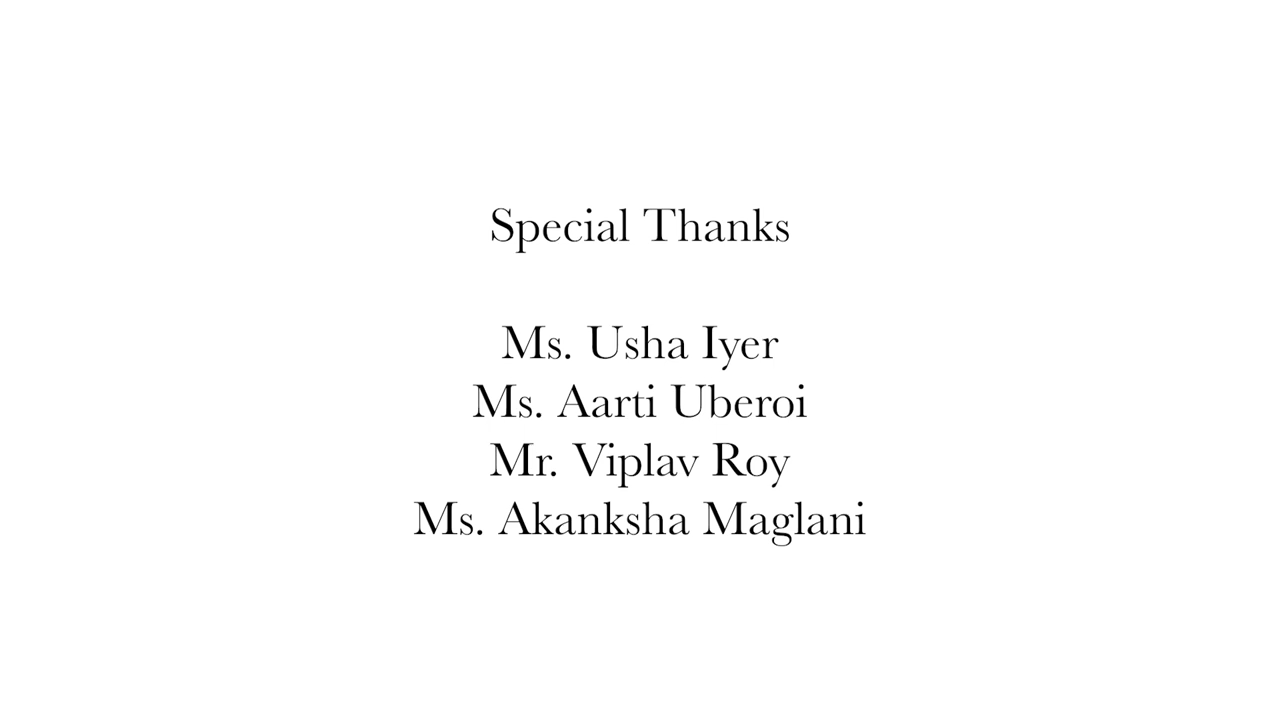 Special Thanks
Ms. Usha Iyer
Ms. Aarti Uberoi
Mr. Viplav Roy
Ms. Akanksha Maglani